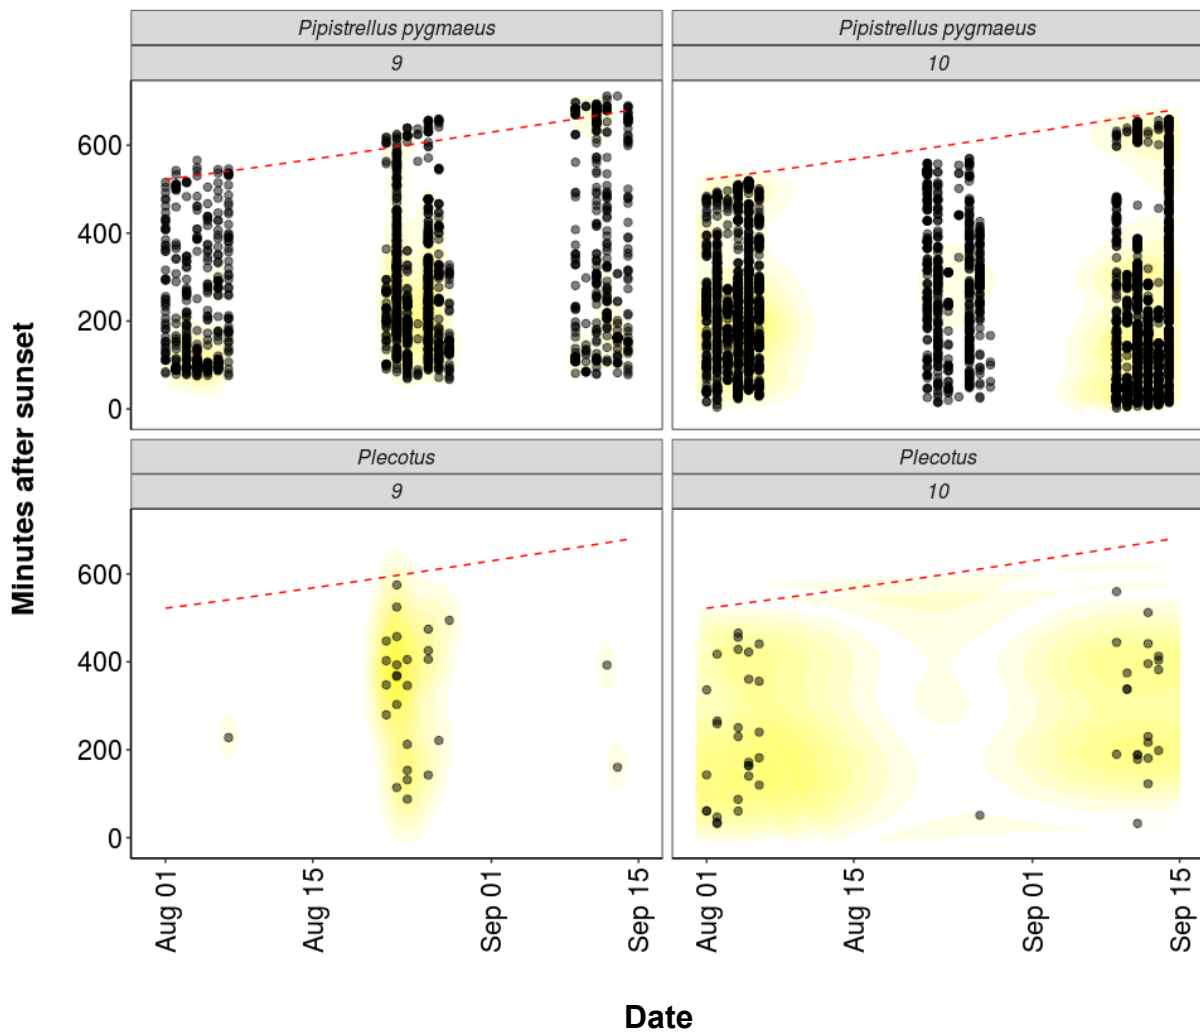 Pipistrellus pygmaeus
Pipistrellus pygmaeus
9
10
600
400
200
0
Plecotus
Plecotus
9
10
600
400
200
0
Aug 01
Aug 15
Sep 01
Sep 15
Aug 01
Aug 15
Sep 01
Sep 15
Minutes after sunset
Date